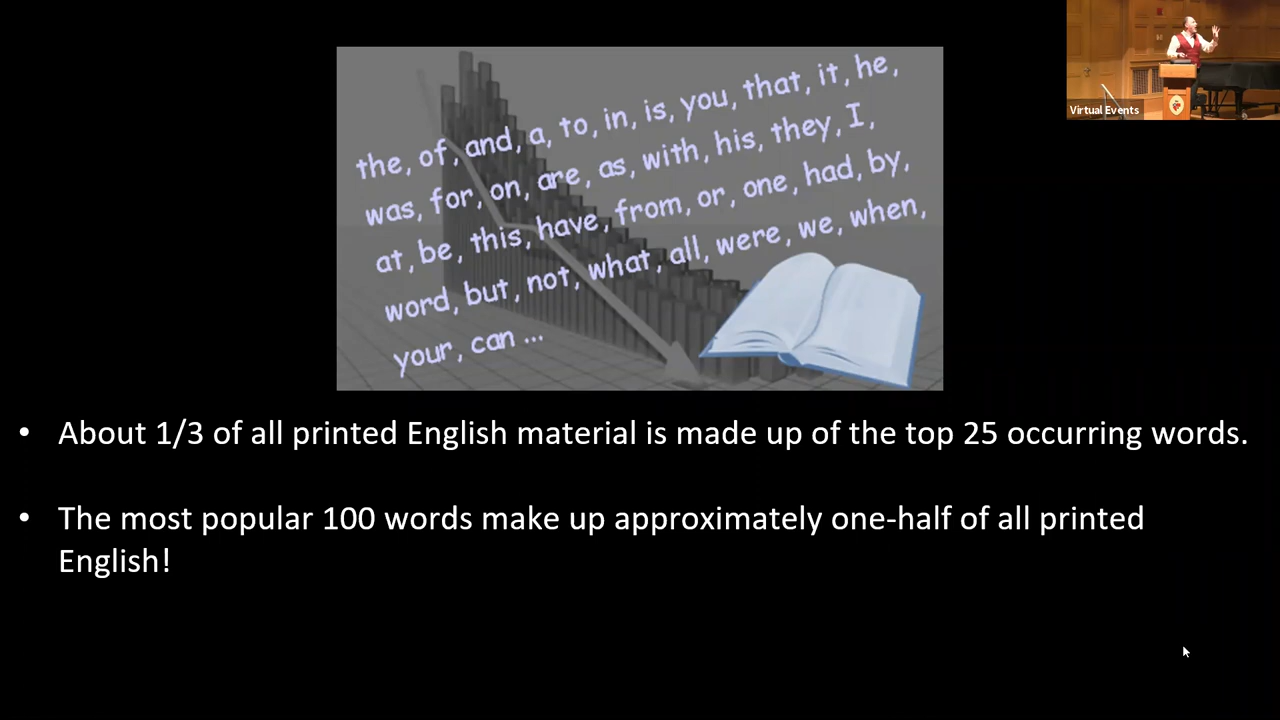 the, of, and, a, to, in, is, you, that, it, he,
was, for, on, are, as, with, his, they, I,
at, be, this, have, from, or, one, had, by,
word, but, not, what, all, were, we, when,
your, can ...
Virtual Events
• About 1/3 of all printed English material is made up of the top 25 occurring words.
• The most popular 100 words make up approximately one-half of all printed
English!